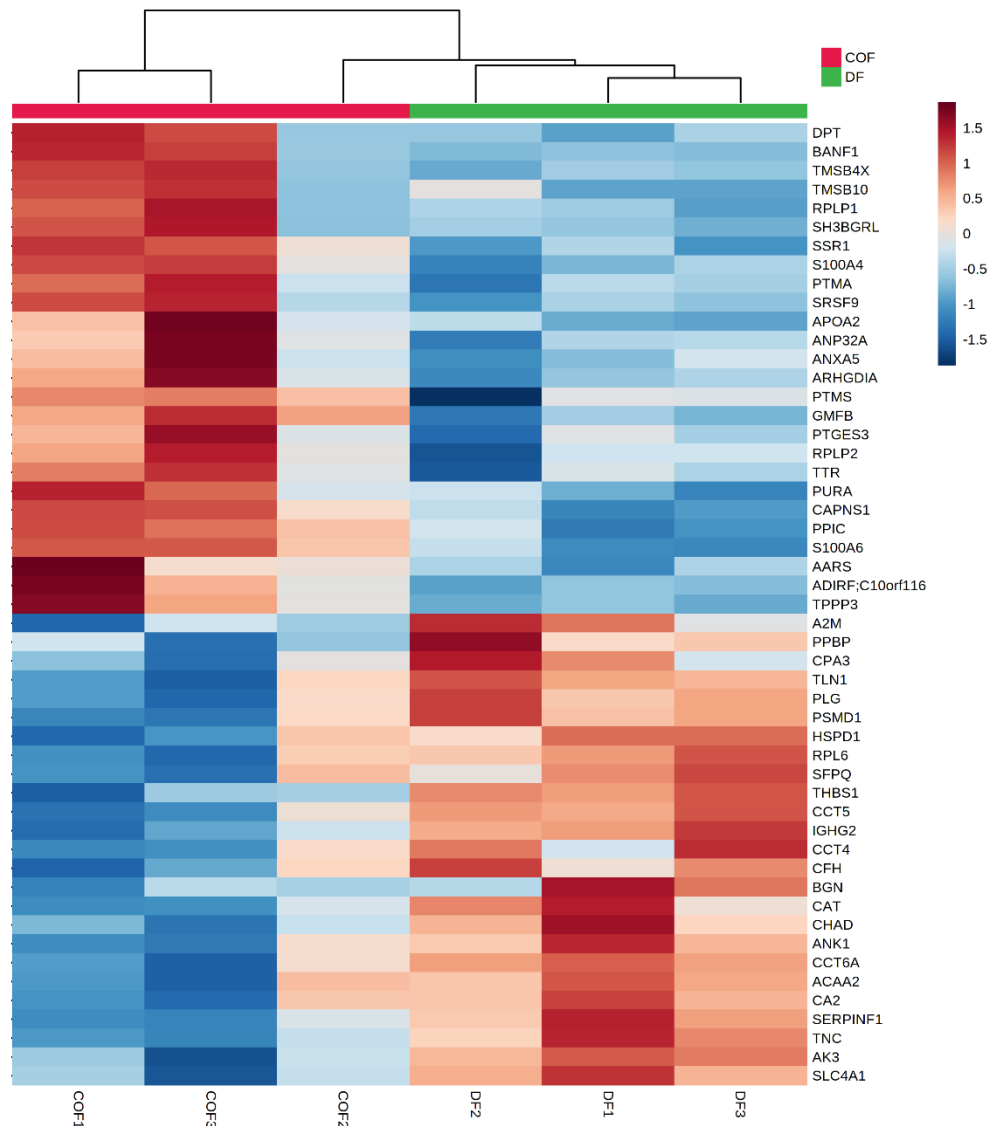 COF
DF
1.5
1
0.5
0
-0.5
-1
-1.5
DPT
BANF1
TMSB4X
TMSB10
RPLP1
SH3BGRL
SSR1
S100A4
PTMA
SRSF9
APOA2
ANP32A
ANXA5
ARHGDIA
PTMS
GMFB
PTGES3
RPLP2
TTR
PURA
CAPNS1
PPIC
S100A6
AARS
ADIRF;C10orf116
TPPP3
A2M
PPBP
CPA3
TLN1
PLG
PSMD1
HSPD1
RPL6
SFPQ
THBS1
CCT5
IGHG2
CCT4
CFH
BGN
CAT
CHAD
ANK1
CCT6A
ACAA2
CA2
SERPINF1
TNC
AK3
SLC4A1
COF1
COF3
COF2
DF2
DF1
DF3